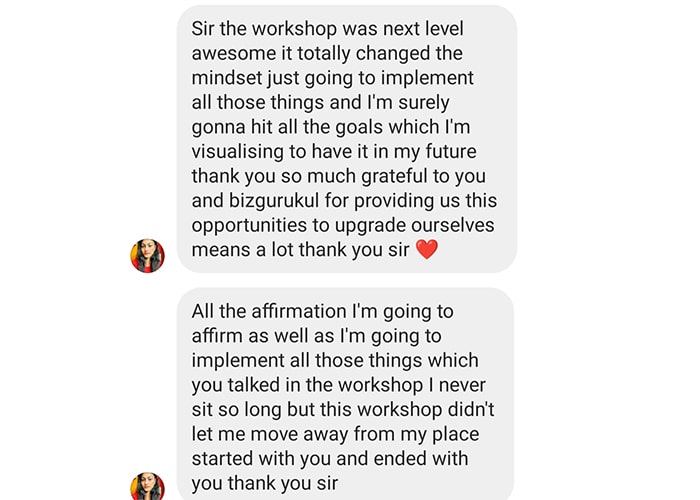 Sir the workshop was next level
awesome it totally changed the
mindset just going to implement
all those things and I'm surely
gonna hit all the goals which I'm
visualising to have it in my future
thank you so much grateful to you
and bizgurukul for providing us this
opportunities to upgrade ourselves
means a lot thank you sir ❤️
All the affirmation I'm going to
affirm as well as I'm going to
implement all those things which
you talked in the workshop I never
sit so long but this workshop didn't
let me move away from my place
started with you and ended with
you thank you sir